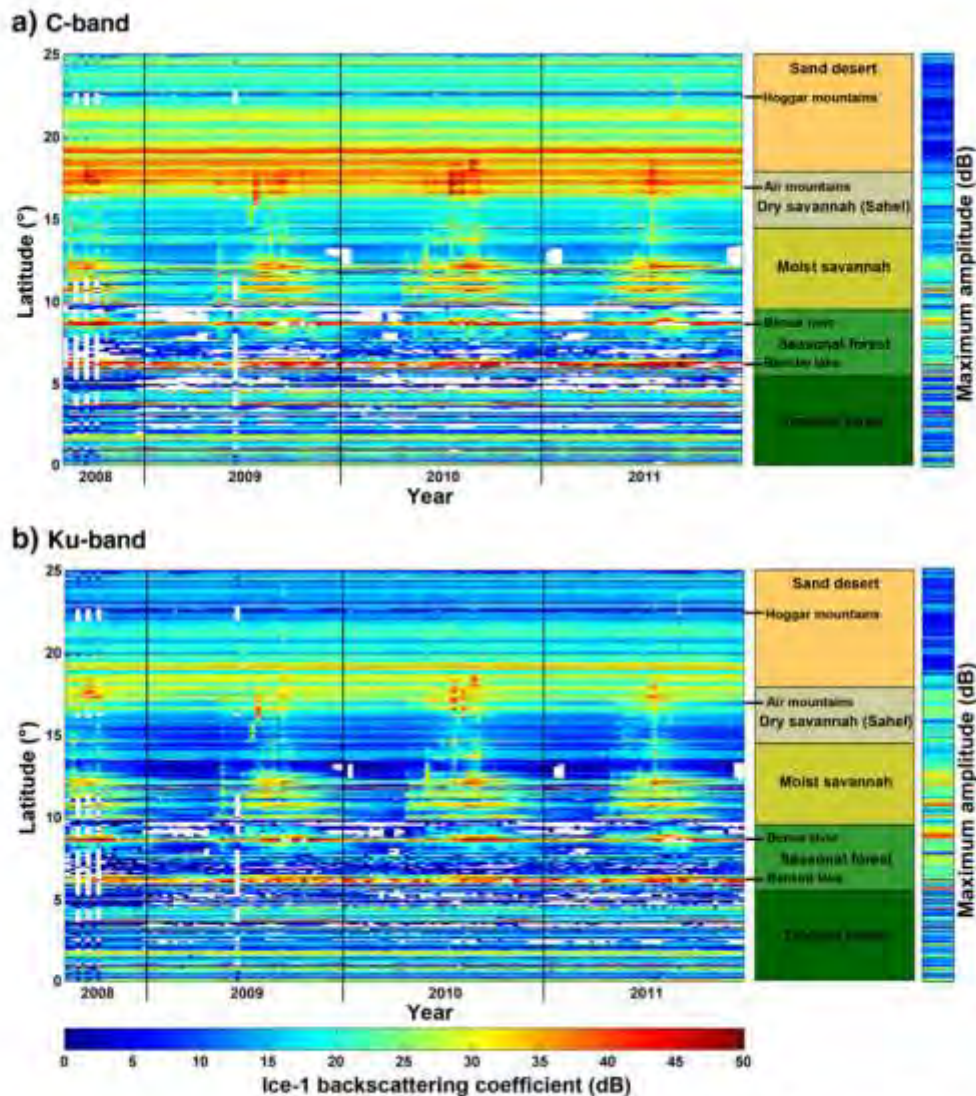 a) C-band
25
20
15
10
5
0
Latitude (°)
2008 2009 2010 2011
Year
Sand desert
Hoggar mountains
Air mountains
Dry savannah (Sahel)
Moist savannah
Seasonal forest
Maximum amplitude (dB)
b) Ku-band
25
20
15
10
5
0
Latitude (°)
2008 2009 2010 2011
Year
Sand desert
Hoggar mountains
Air mountains
Dry savannah (Sahel)
Moist savannah
Seasonal forest
Maximum amplitude (dB)
0 5 10 15 20 25 30 35 40 45 50
Ice-1 backscattering coefficient (dB)